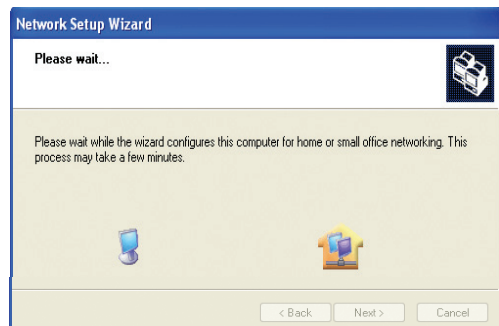 Network Setup Wizard
Please wait...
Please wait while the wizard configures this computer for home or small office networking. This
process may take a few minutes.
< Back Next > Cancel